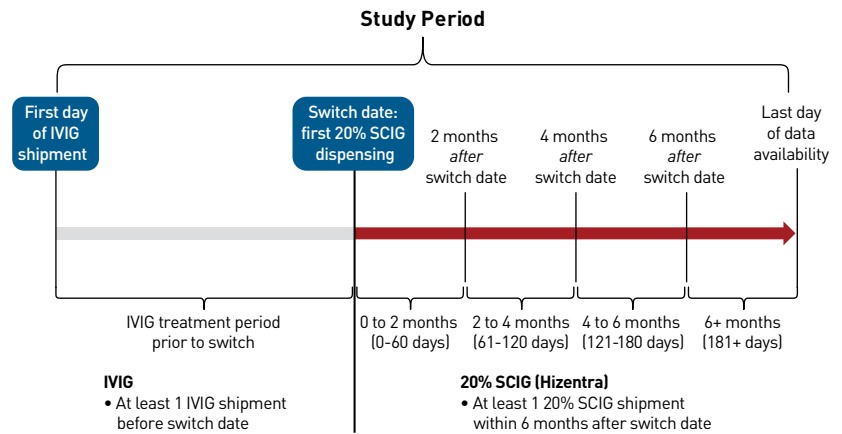 Study Period
First day
of IVIG
shipment
Switch date:
first 20% SCIG
dispensing
2 months
after
switch date
4 months
after
switch date
6 months
after
switch date
Last day
of data
availability
IVIG treatment period
prior to switch
0 to 2 months
(0-60 days)
2 to 4 months
(61-120 days)
4 to 6 months
(121-180 days)
6+ months
(181+ days)
IVIG
• At least 1 IVIG shipment
before switch date
20% SCIG (Hizentra)
• At least 1 20% SCIG shipment
within 6 months after switch date